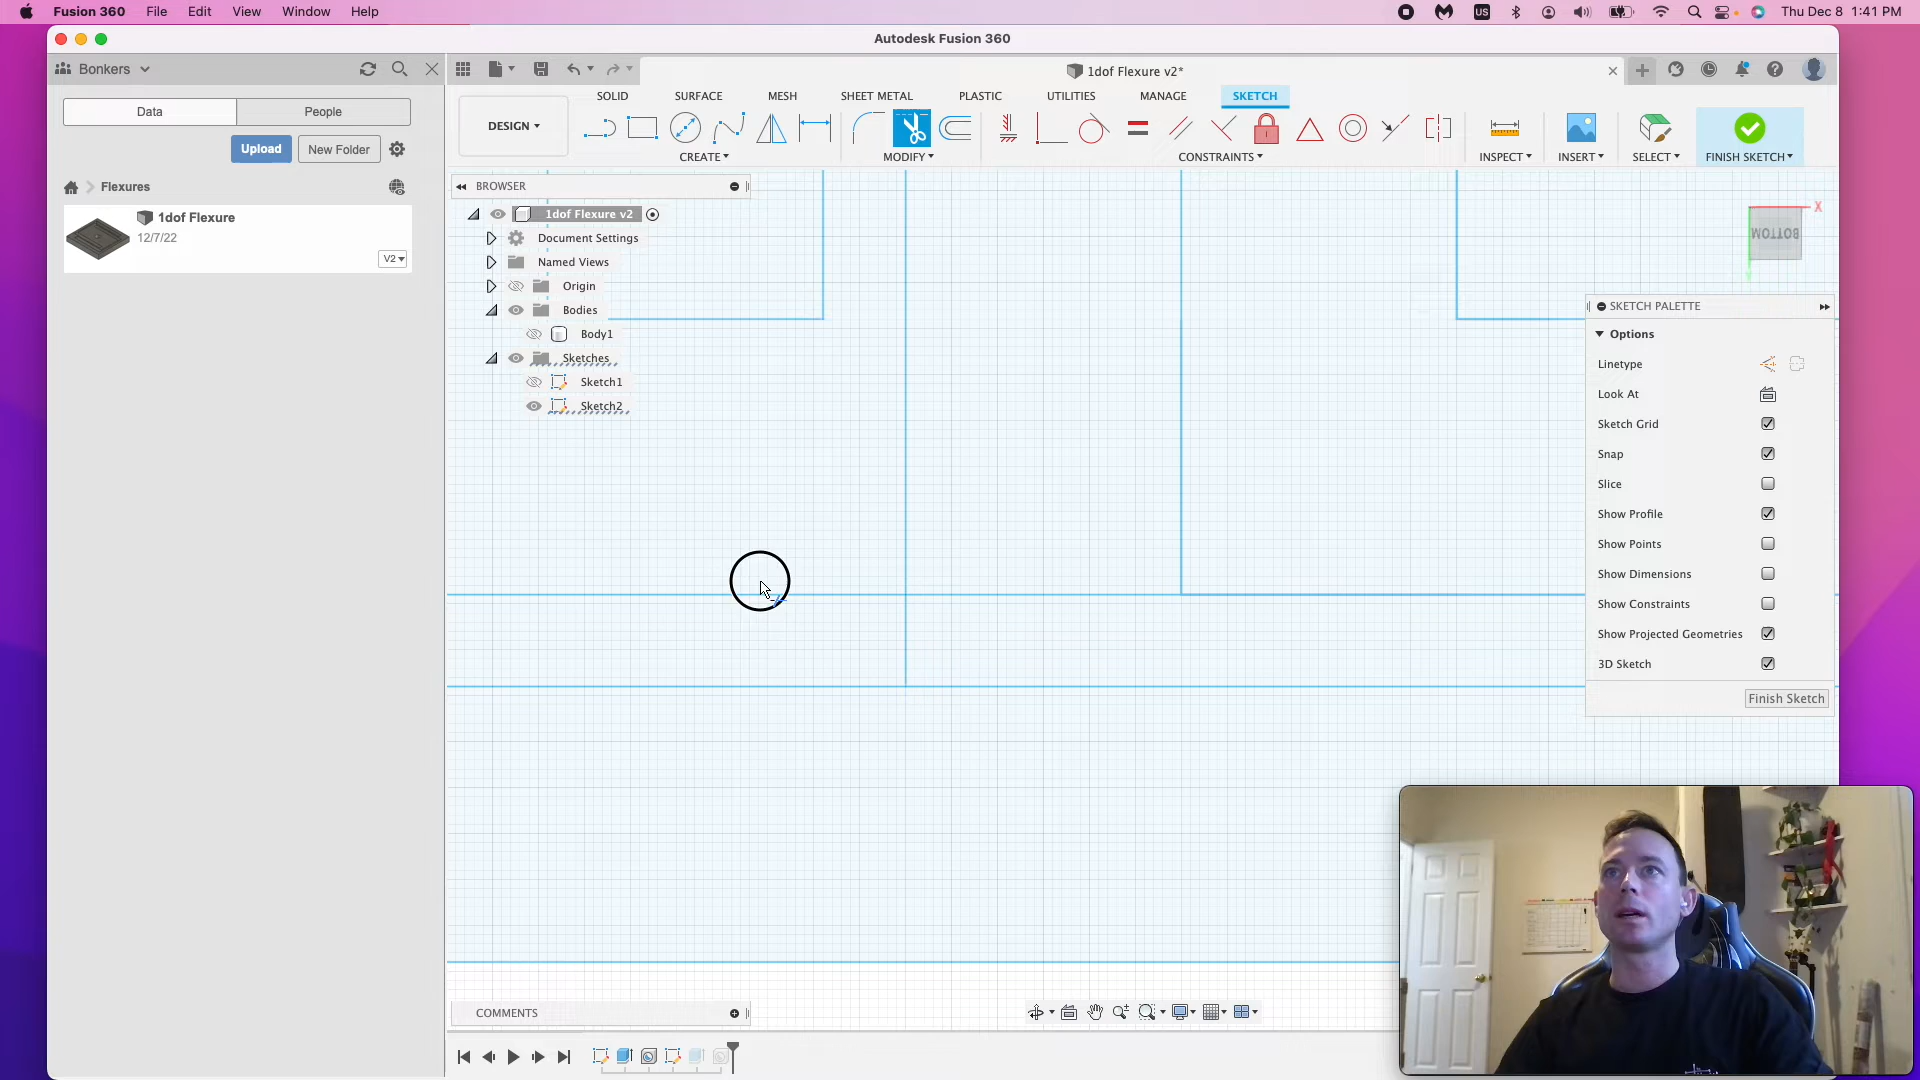 Fusion 360 File Edit View Window Help
US Thu Dec 8 1:41 PM
Autodesk Fusion 360
Bonkers
1dof Flexure v2*
Data People
Upload New Folder
Flexures
1dof Flexure
12/7/22
V2
SOLID SURFACE MESH SHEET METAL PLASTIC UTILITIES MANAGE SKETCH
DESIGN
CREATE MODIFY CONSTRAINTS INSPECT INSERT SELECT FINISH SKETCH
BROWSER
1dof Flexure v2
Document Settings
Named Views
Origin
Bodies
Body1
Sketches
Sketch1
Sketch2
X
BOTTOM
SKETCH PALETTE
Options
Linetype
Look At
Sketch Grid
Snap
Slice
Show Profile
Show Points
Show Dimensions
Show Constraints
Show Projected Geometries
3D Sketch
Finish Sketch
COMMENTS